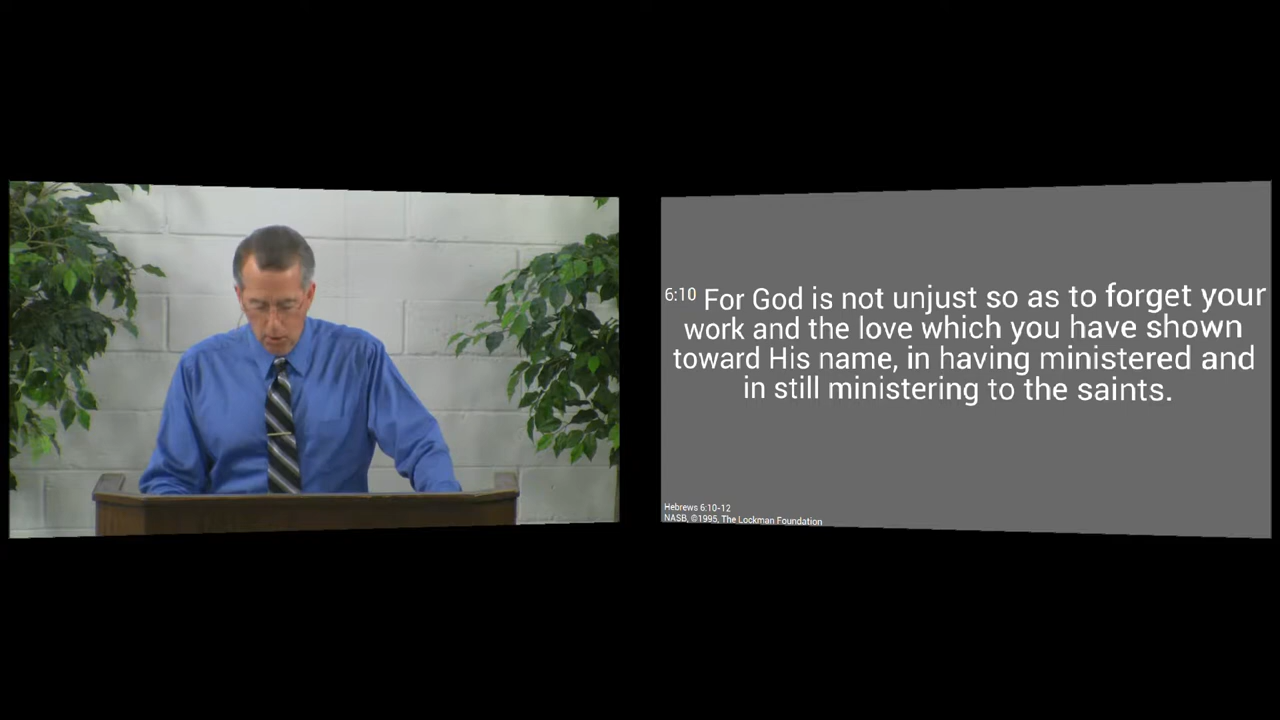 6:10 For God is not unjust so as to forget your
work and the love which you have shown
toward His name, in having ministered and
in still ministering to the saints.
Hebrews 6:10-12
NASB, ©1995, The Lockman Foundation